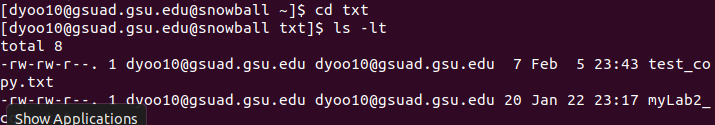 [dyoo10@gsuad.gsu.edu@snowball ~]$ cd txt
[dyoo10@gsuad.gsu.edu@snowball txt]$ ls -lt
total 8
-rw-rw-r--. 1 dyoo10@gsuad.gsu.edu dyoo10@gsuad.gsu.edu  7 Feb  5 23:43 test_co
py.txt
-rw-rw-r--. 1 dyoo10@gsuad.gsu.edu dyoo10@gsuad.gsu.edu 20 Jan 22 23:17 myLab2_
Show Applications